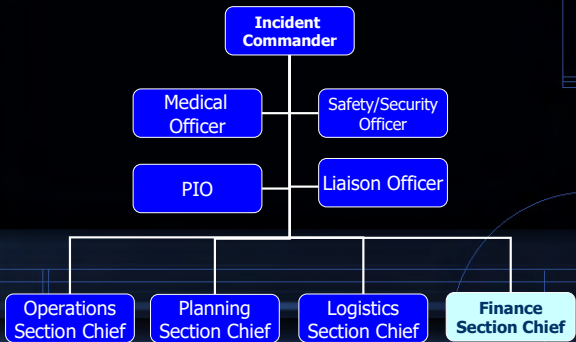 Incident
Commander
Medical
Officer
Safety/Security
Officer
PIO
Liaison Officer
Operations
Section Chief
Planning
Section Chief
Logistics
Section Chief
Finance
Section Chief